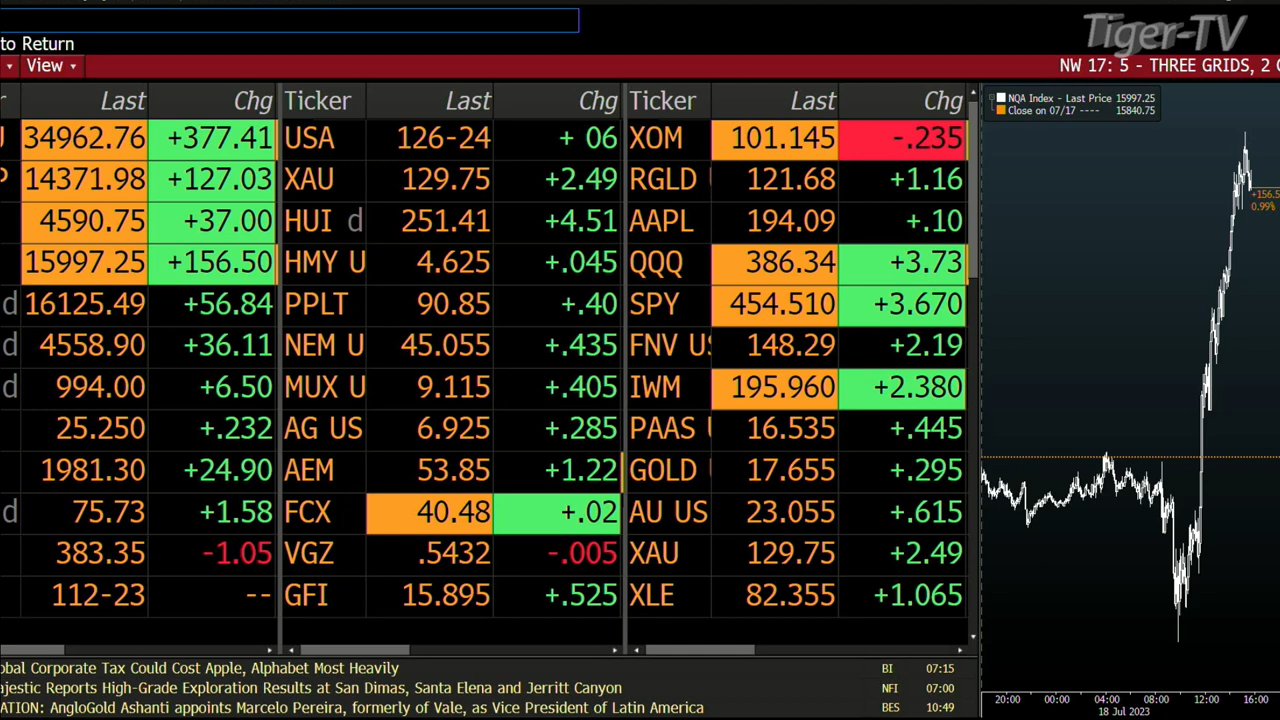 Tiger-TV
to Return
View
NW 17: 5 - THREE GRIDS, 2
Last Chg Ticker Last Chg Ticker Last Chg
34962.76 +377.41 USA 126-24 + 06 XOM 101.145 -.235
14371.98 +127.03 XAU 129.75 +2.49 RGLD 121.68 +1.16
4590.75 +37.00 HUI d 251.41 +4.51 AAPL 194.09 +.10
15997.25 +156.50 HMY U 4.625 +.045 QQQ 386.34 +3.73
d 16125.49 +56.84 PPLT 90.85 +.40 SPY 454.510 +3.670
d 4558.90 +36.11 NEM U 45.055 +.435 FNV US 148.29 +2.19
d 994.00 +6.50 MUX U 9.115 +.405 IWM 195.960 +2.380
25.250 +.232 AG US 6.925 +.285 PAAS 16.535 +.445
1981.30 +24.90 AEM 53.85 +1.22 GOLD 17.655 +.295
d 75.73 +1.58 FCX 40.48 +.02 AU US 23.055 +.615
383.35 -1.05 VGZ .5432 -.005 XAU 129.75 +2.49
112-23 -- GFI 15.895 +.525 XLE 82.355 +1.065
NQA Index - Last Price 15997.25
Close on 07/17 ---- 15840.75
+156.5
0.99%
20:00 00:00 04:00 08:00 12:00 16:00
18 Jul 2023
obal Corporate Tax Could Cost Apple, Alphabet Most Heavily BI 07:15
ajestic Reports High-Grade Exploration Results at San Dimas, Santa Elena and Jerritt Canyon NFI 07:00
ATION: AngloGold Ashanti appoints Marcelo Pereira, formerly of Vale, as Vice President of Latin America BES 10:49